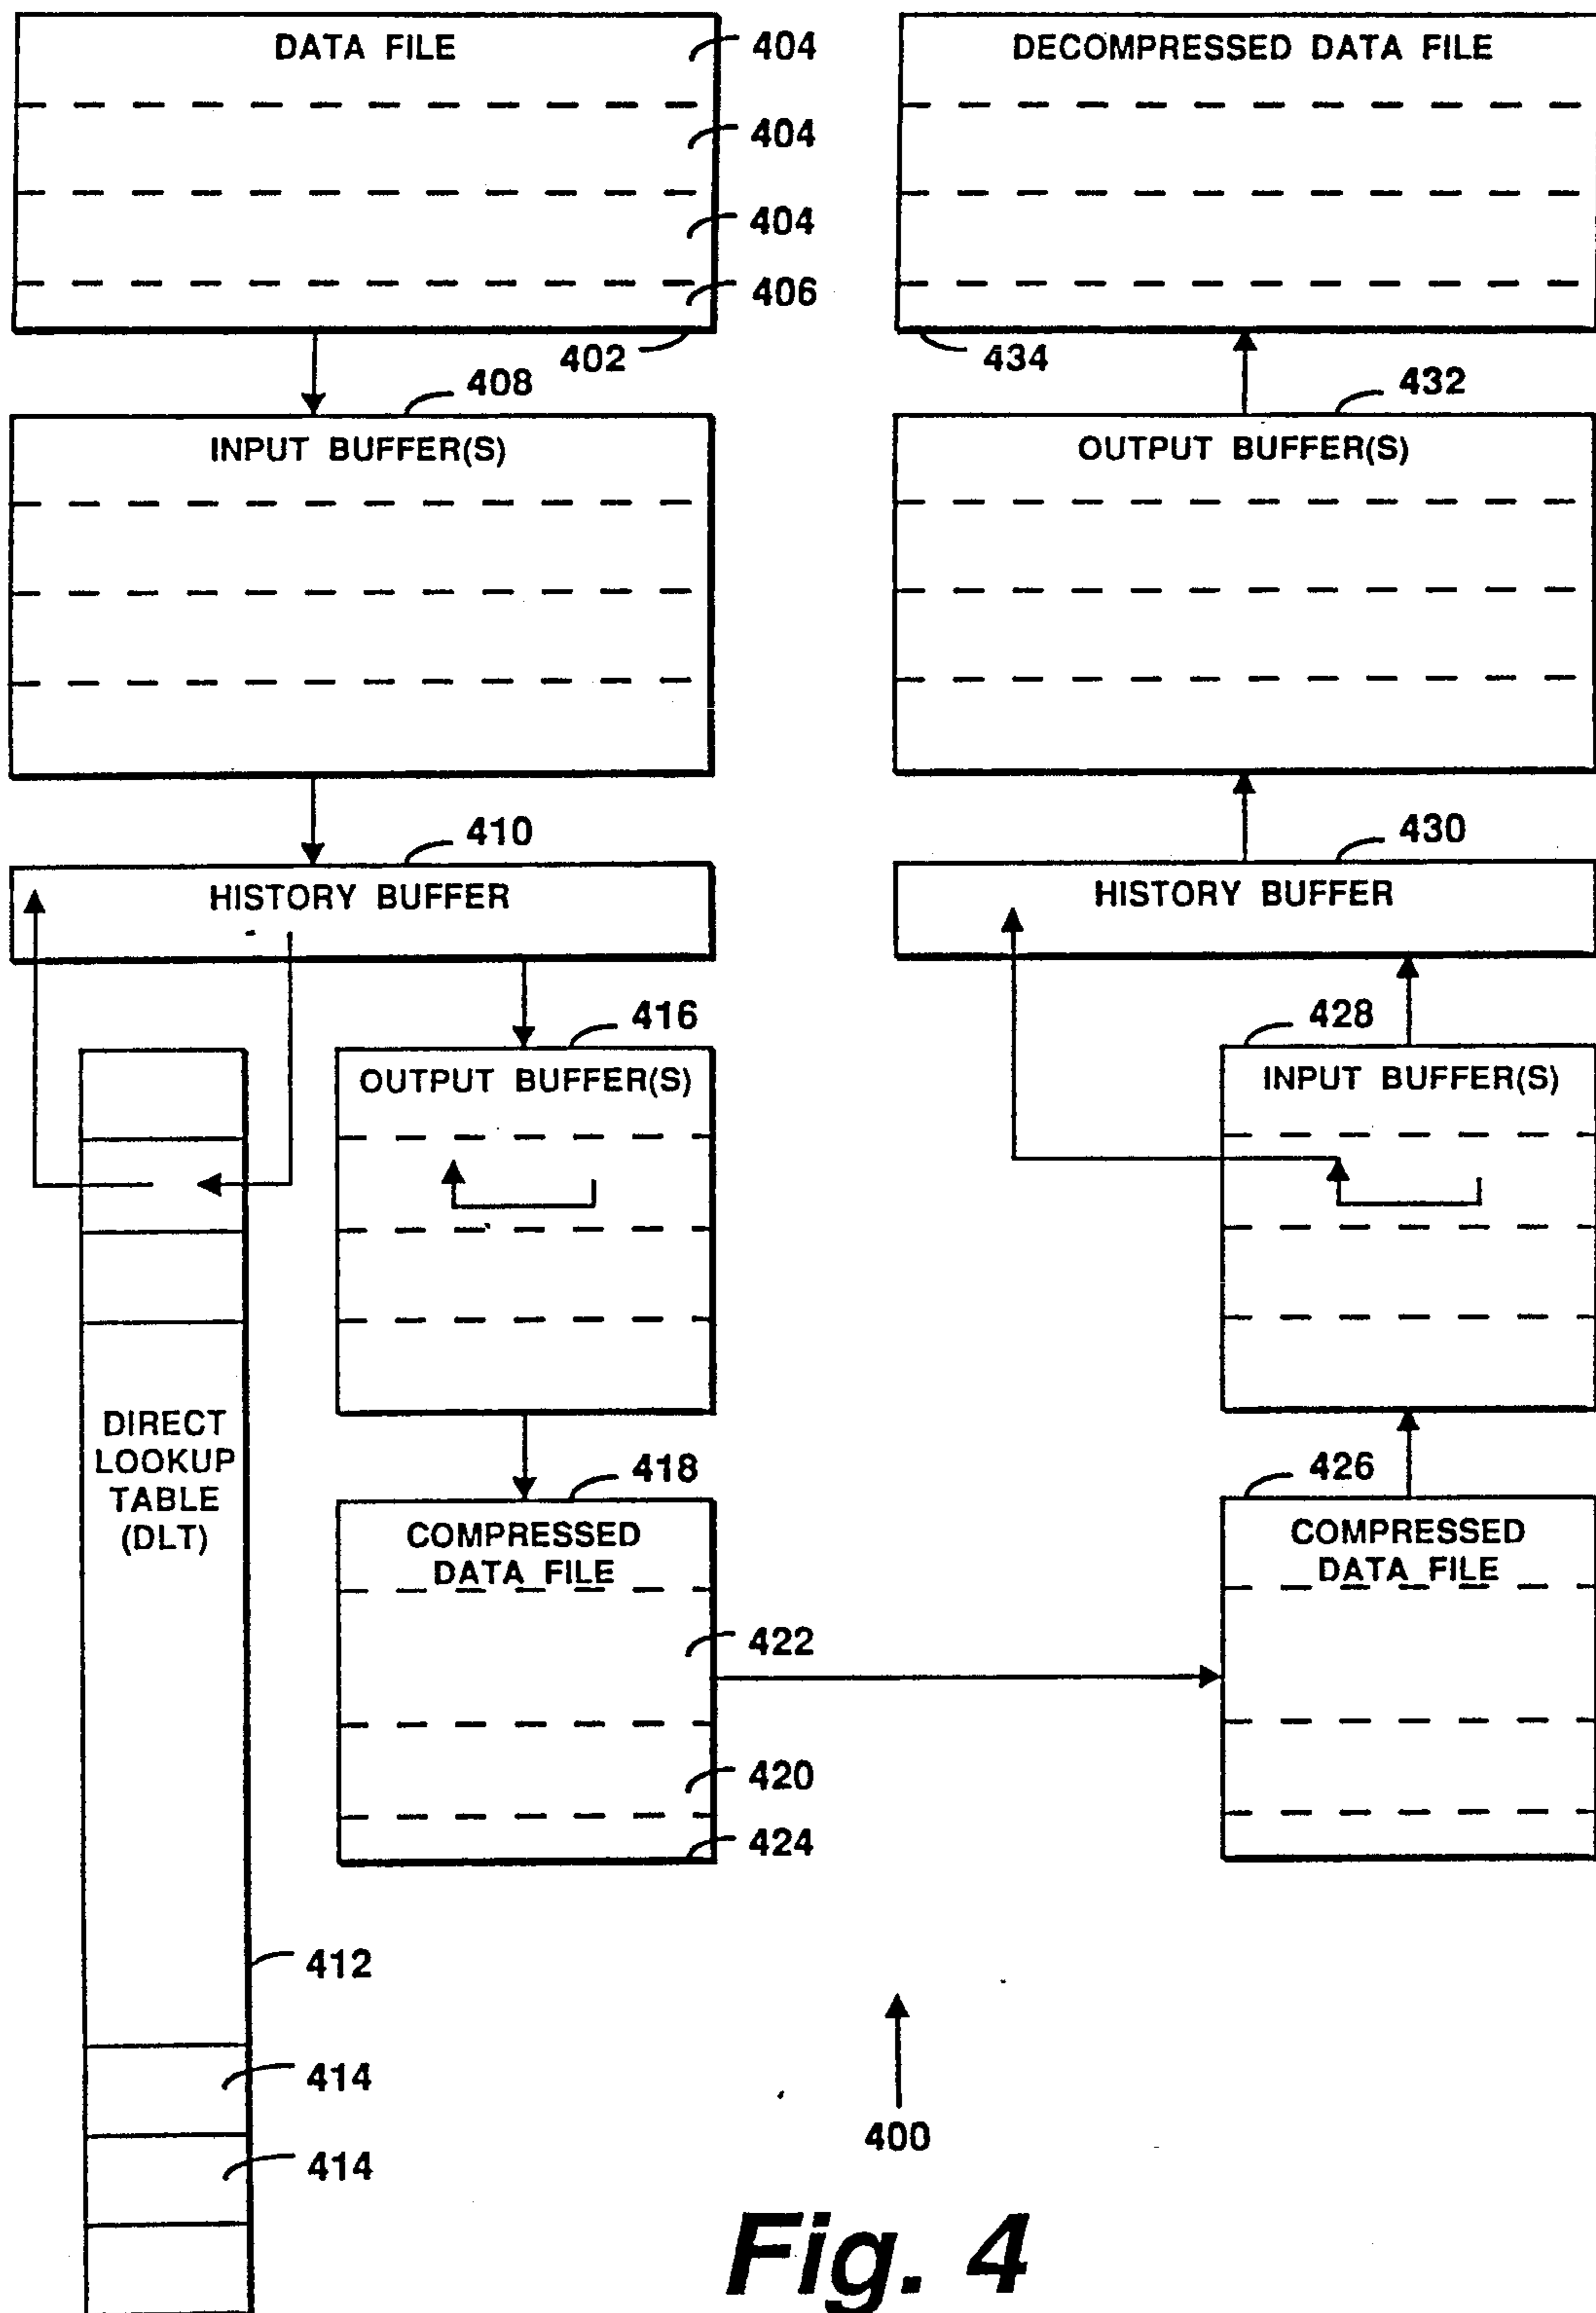 DATA FILE
404
404
404
406
402
DECOMPRESSED DATA FILE
434
408
INPUT BUFFER(S)
432
OUTPUT BUFFER(S)
410
HISTORY BUFFER
430
HISTORY BUFFER
416
OUTPUT BUFFER(S)
428
INPUT BUFFER(S)
DIRECT
LOOKUP
TABLE
(DLT)
418
COMPRESSED
DATA FILE
422
420
424
426
COMPRESSED
DATA FILE
412
414
414
400
Fig. 4